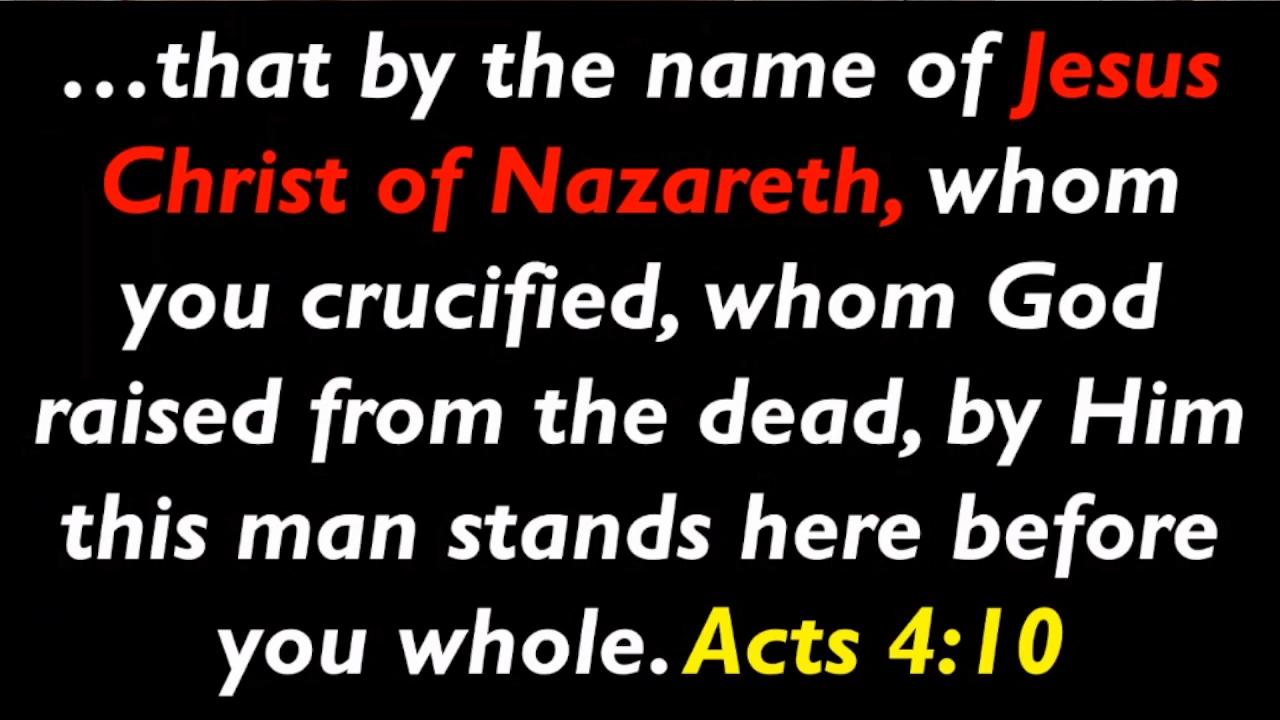 ...that by the name of Jesus
Christ of Nazareth, whom
you crucified, whom God
raised from the dead, by Him
this man stands here before
you whole. Acts 4:10